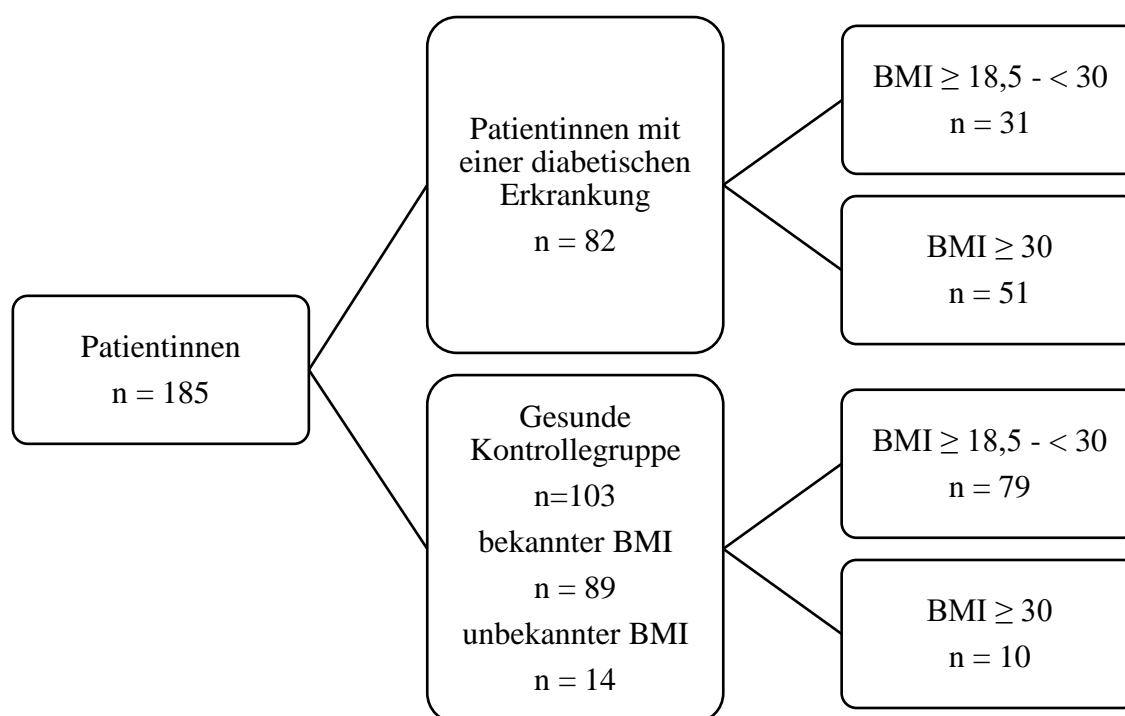 Patientinnen
n = 185
Patientinnen mit
einer diabetischen
Erkrankung
n = 82
BMI ≥ 18,5 - < 30
n = 31
BMI ≥ 30
n = 51
Gesunde
Kontrollegruppe
n=103
bekannter BMI
n = 89
unbekannter BMI
n = 14
BMI ≥ 18,5 - < 30
n = 79
BMI ≥ 30
n = 10